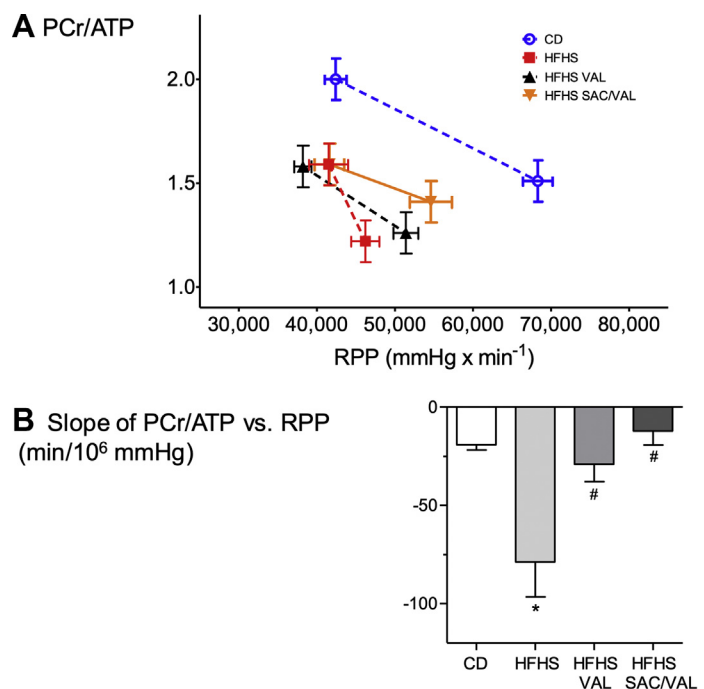 A PCr/ATP
CD
HFHS
HFHS VAL
HFHS SAC/VAL
2.0
1.5
1.0
30,000 40,000 50,000 60,000 70,000 80,000
RPP (mmHg x min⁻¹)
B Slope of PCr/ATP vs. RPP
(min/10⁶ mmHg)
0
-50
-100
#
#
*
CD HFHS HFHS HFHS
VAL SAC/VAL